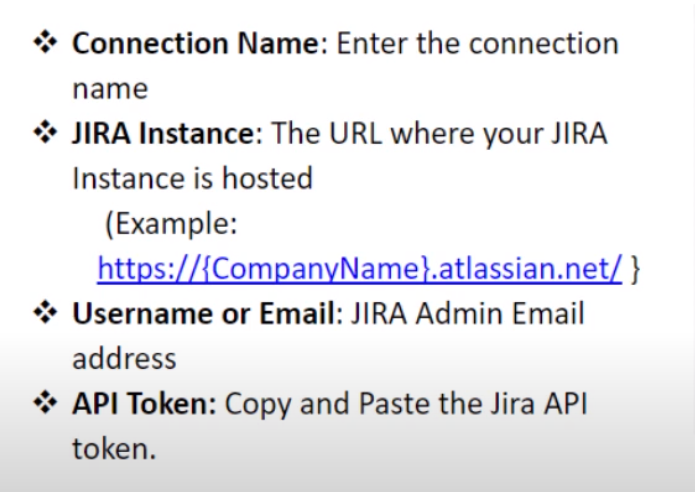 ❖ Connection Name: Enter the connection
name
❖ JIRA Instance: The URL where your JIRA
Instance is hosted
(Example:
https://{CompanyName}.atlassian.net/ }
❖ Username or Email: JIRA Admin Email
address
❖ API Token: Copy and Paste the Jira API
token.